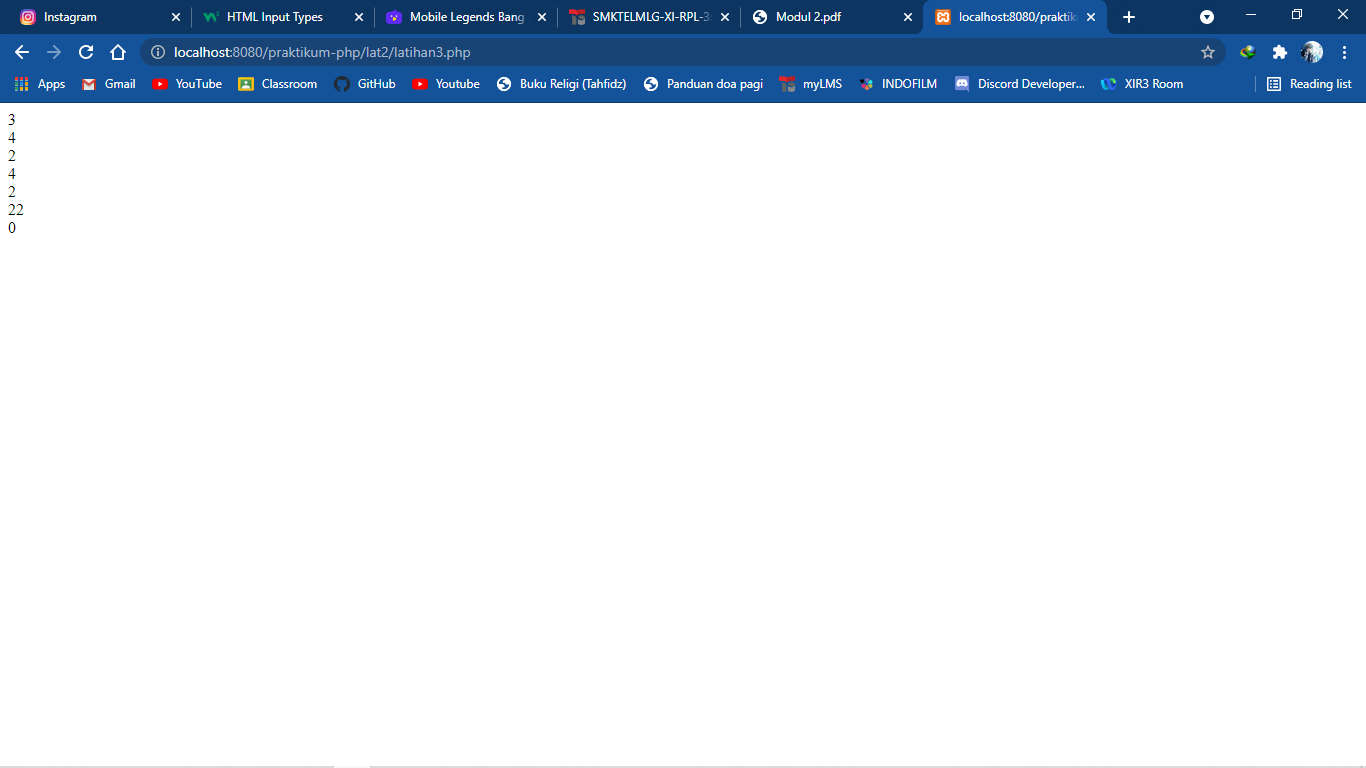 Instagram
HTML Input Types
Mobile Legends Bang
SMKTELMLG-XI-RPL-3
Modul 2.pdf
localhost:8080/praktik
localhost:8080/praktikum-php/lat2/latihan3.php
Apps
Gmail
YouTube
Classroom
GitHub
Youtube
Buku Religi (Tahfidz)
Panduan doa pagi
myLMS
INDOFILM
Discord Developer...
XIR3 Room
Reading list
3
4
2
4
2
22
0